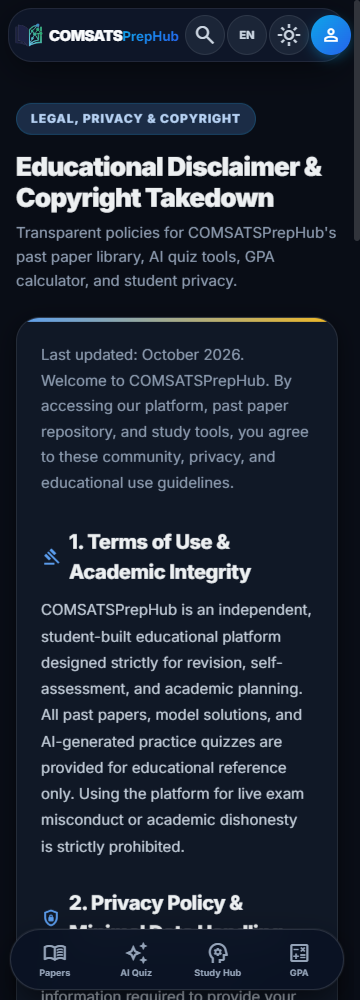 COMSATSPrepHub
EN
LEGAL, PRIVACY & COPYRIGHT
Educational Disclaimer &
Copyright Takedown
Transparent policies for COMSATSPrepHub's
past paper library, AI quiz tools, GPA
calculator, and student privacy.
Last updated: October 2026.
Welcome to COMSATSPrepHub. By
accessing our platform, past paper
repository, and study tools, you agree
to these community, privacy, and
educational use guidelines.
1. Terms of Use &
Academic Integrity
COMSATSPrepHub is an independent,
student-built educational platform
designed strictly for revision, self-
assessment, and academic planning.
All past papers, model solutions, and
AI-generated practice quizzes are
provided for educational reference
only. Using the platform for live exam
misconduct or academic dishonesty
is strictly prohibited.
2. Privacy Policy &
Minimal Data Handling
Papers
AI Quiz
Study Hub
GPA
information required to provide your